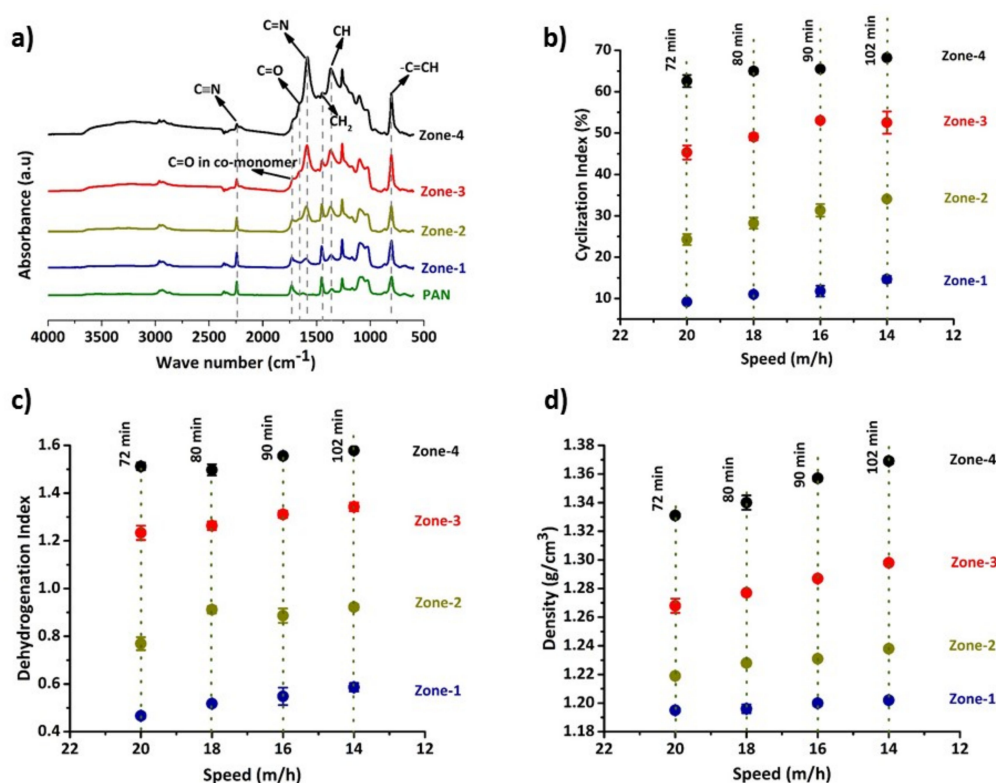 a)
C=N
CH
C=O
-C=CH
C≡N
CH2
Zone-4
C=O in co-monomer
Zone-3
Zone-2
Zone-1
PAN
Absorbance (a.u)
4000 3500 3000 2500 2000 1500 1000 500
Wave number (cm-1)
b)
72 min
80 min
90 min
102 min
70
60
50
40
30
20
10
Cyclization Index (%)
Zone-4
Zone-3
Zone-2
Zone-1
22 20 18 16 14 12
Speed (m/h)
c)
72 min
80 min
90 min
102 min
1.6
1.4
1.2
1.0
0.8
0.6
0.4
Dehydrogenation Index
Zone-4
Zone-3
Zone-2
Zone-1
22 20 18 16 14 12
Speed (m/h)
d)
72 min
80 min
90 min
102 min
1.38
1.36
1.34
1.32
1.30
1.28
1.26
1.24
1.22
1.20
1.18
Density (g/cm3)
Zone-4
Zone-3
Zone-2
Zone-1
22 20 18 16 14 12
Speed (m/h)